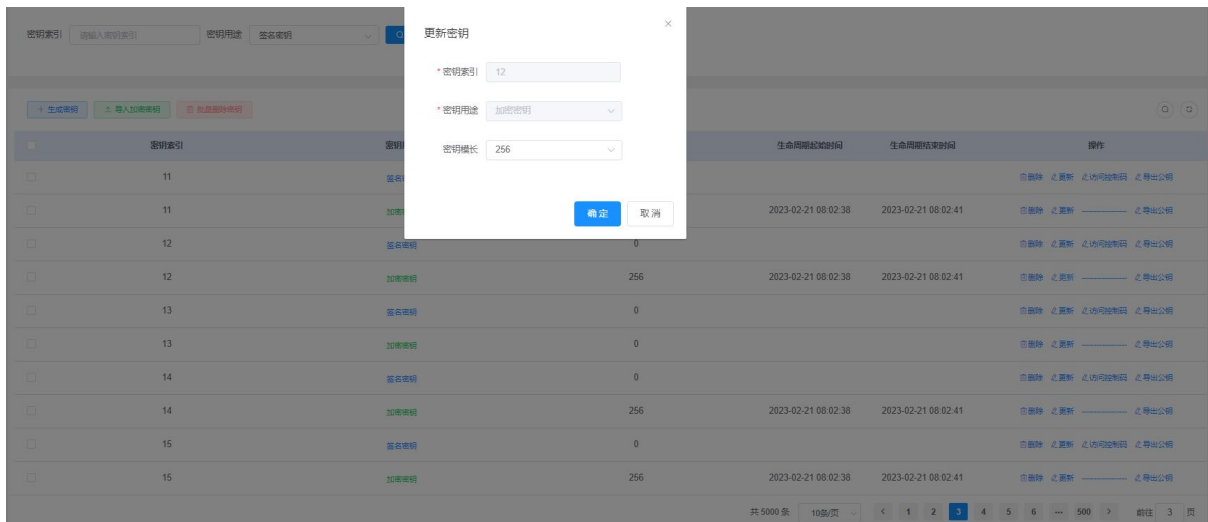 密钥索引 请输入密钥索引 密钥用途 签名密钥
更新密钥
* 密钥索引 12
* 密钥用途 加密密钥
密钥模长 256
确定 取消
生成密钥 导入加密密钥 批量删除密钥
密钥索引 生命周期起始时间 生命周期结束时间 操作
11 删除 更新 访问控制码 导出公钥
11 2023-02-21 08:02:38 2023-02-21 08:02:41 删除 更新 ---------------- 导出公钥
12 签名密钥 0 删除 更新 访问控制码 导出公钥
12 加密密钥 256 2023-02-21 08:02:38 2023-02-21 08:02:41 删除 更新 ---------------- 导出公钥
13 签名密钥 0 删除 更新 访问控制码 导出公钥
13 加密密钥 0 删除 更新 ---------------- 导出公钥
14 签名密钥 0 删除 更新 访问控制码 导出公钥
14 加密密钥 256 2023-02-21 08:02:38 2023-02-21 08:02:41 删除 更新 ---------------- 导出公钥
15 签名密钥 0 删除 更新 访问控制码 导出公钥
15 加密密钥 256 2023-02-21 08:02:38 2023-02-21 08:02:41 删除 更新 ---------------- 导出公钥
共 5000 条 10条/页 < 1 2 3 4 5 6 ··· 500 > 前往 3 页